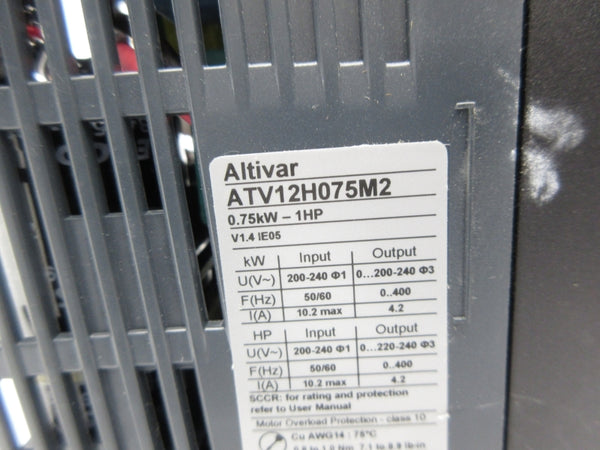 Altivar
ATV12H075M2
0.75kW – 1HP
V1.4 IE05
kW Input Output
U(V~) 200-240 Φ1 0...200-240 Φ3
F(Hz) 50/60 0..400
I(A) 10.2 max 4.2
HP Input Output
U(V~) 200-240 Φ1 0...220-240 Φ3
F(Hz) 50/60 0..400
I(A) 10.2 max 4.2
SCCR: for rating and protection
refer to User Manual
Motor Overload Protection - class 10
Cu AWG14 : 75°C